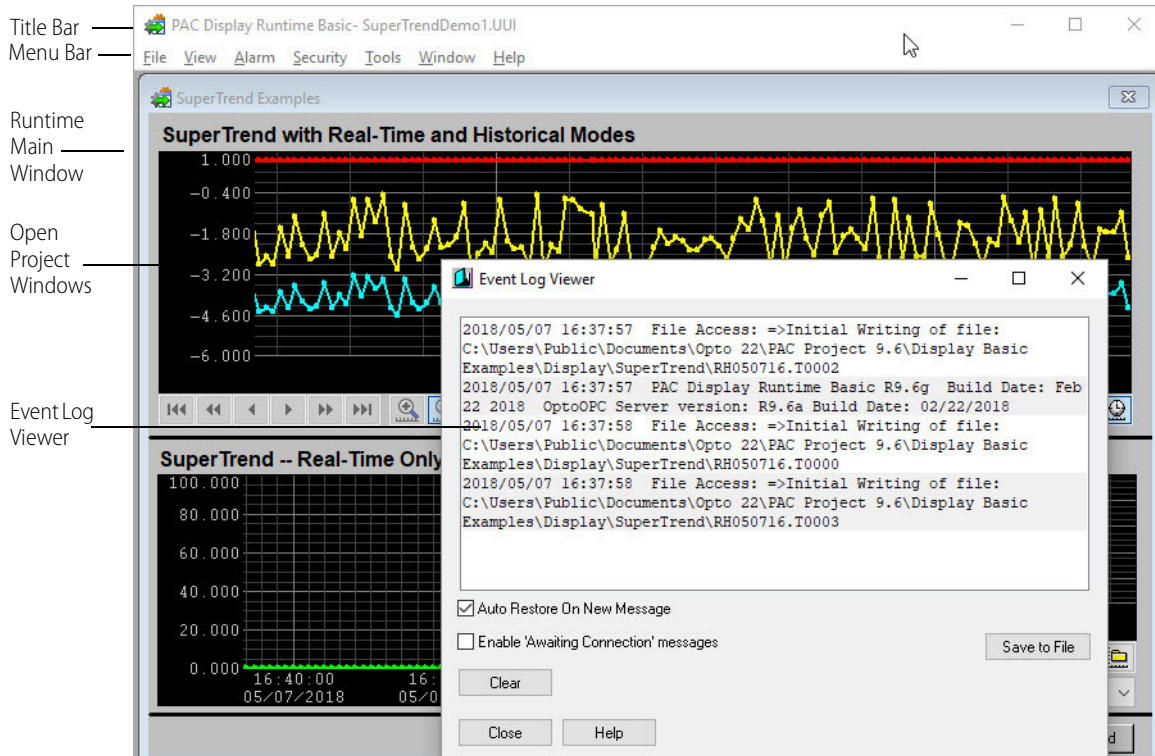 Title Bar
Menu Bar
Runtime
Main
Window
Open
Project
Windows
Event Log
Viewer
PAC Display Runtime Basic- SuperTrendDemo1.UUI
File View Alarm Security Tools Window Help
SuperTrend Examples
SuperTrend with Real-Time and Historical Modes
1.000
-0.400
-1.800
-3.200
-4.600
-6.000
SuperTrend -- Real-Time Only
100.000
80.000
60.000
40.000
20.000
0.000
16:40:00 16:
05/07/2018 05/0
Event Log Viewer
2018/05/07 16:37:57 File Access: =>Initial Writing of file:
C:\Users\Public\Documents\Opto 22\PAC Project 9.6\Display Basic
Examples\Display\SuperTrend\RH050716.T0002
2018/05/07 16:37:57 PAC Display Runtime Basic R9.6g Build Date: Feb
22 2018 OptoOPC Server version: R9.6a Build Date: 02/22/2018
2018/05/07 16:37:58 File Access: =>Initial Writing of file:
C:\Users\Public\Documents\Opto 22\PAC Project 9.6\Display Basic
Examples\Display\SuperTrend\RH050716.T0000
2018/05/07 16:37:58 File Access: =>Initial Writing of file:
C:\Users\Public\Documents\Opto 22\PAC Project 9.6\Display Basic
Examples\Display\SuperTrend\RH050716.T0003
Auto Restore On New Message
Enable 'Awaiting Connection' messages
Save to File
Clear
Close Help
d